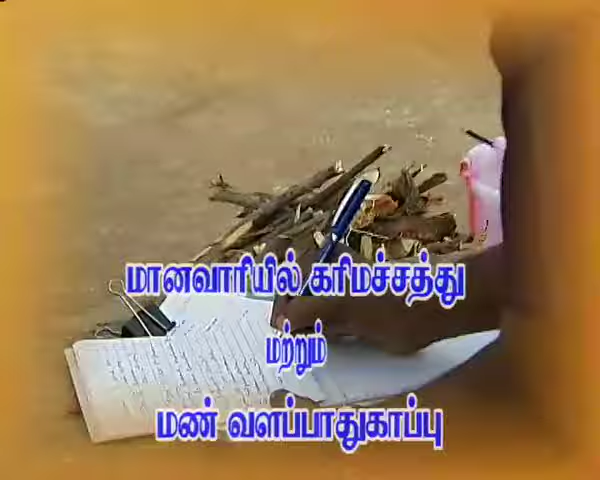 மானவாரியில் கரிமச்சத்து
மற்றும்
மண் வளப்பாதுகாப்பு